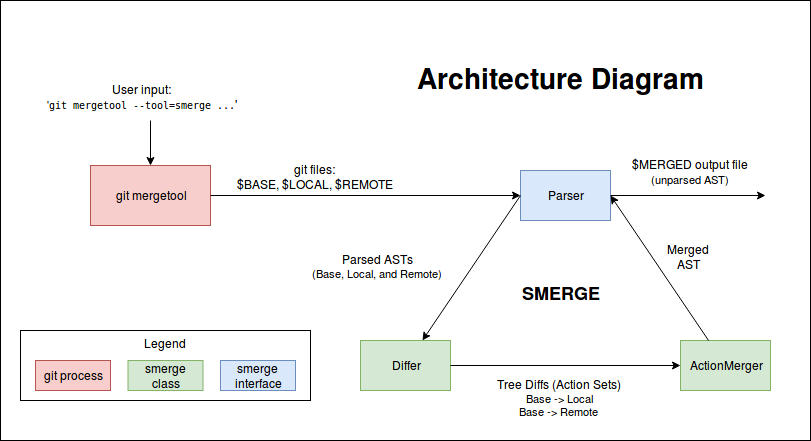 Architecture Diagram
User input:
'git mergetool --tool=smerge ...'
git mergetool
git files:
$BASE, $LOCAL, $REMOTE
Parser
$MERGED output file
(unparsed AST)
Parsed ASTs
(Base, Local, and Remote)
SMERGE
Merged
AST
Differ
Tree Diffs (Action Sets)
Base -> Local
Base -> Remote
ActionMerger
Legend
git process
smerge
class
smerge
interface